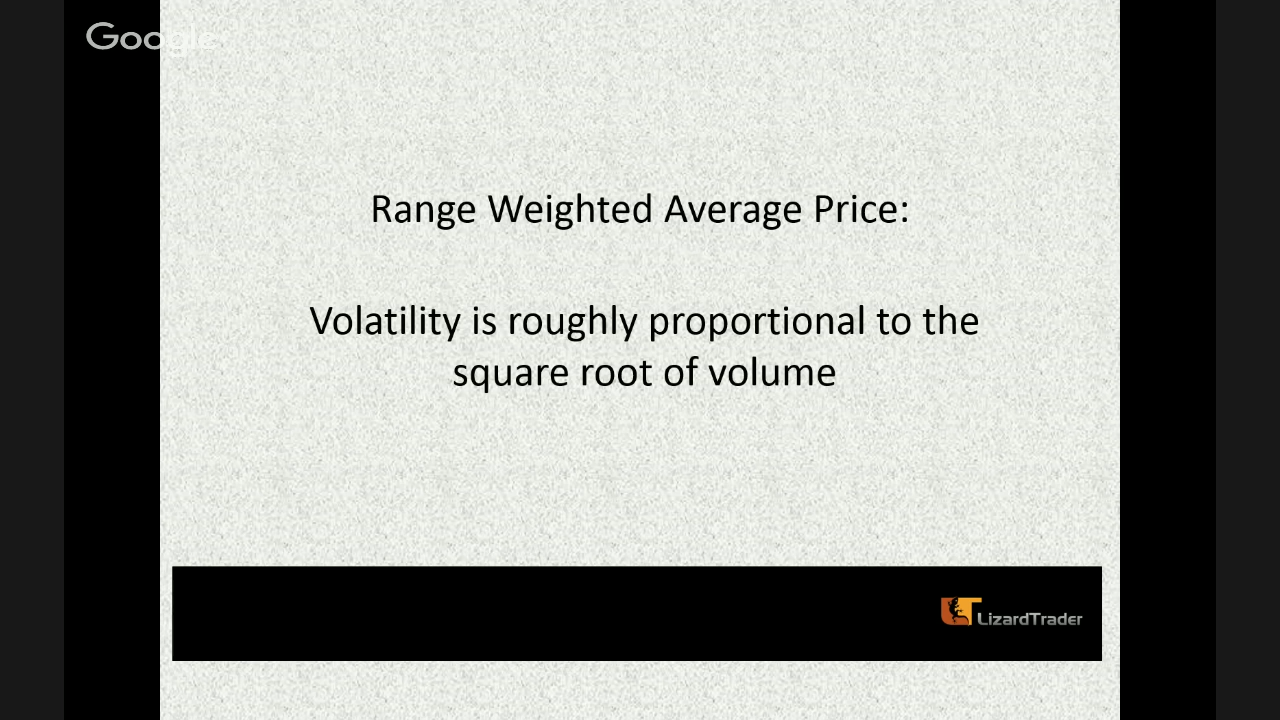 Google
Range Weighted Average Price:
Volatility is roughly proportional to the
square root of volume
LizardTrader